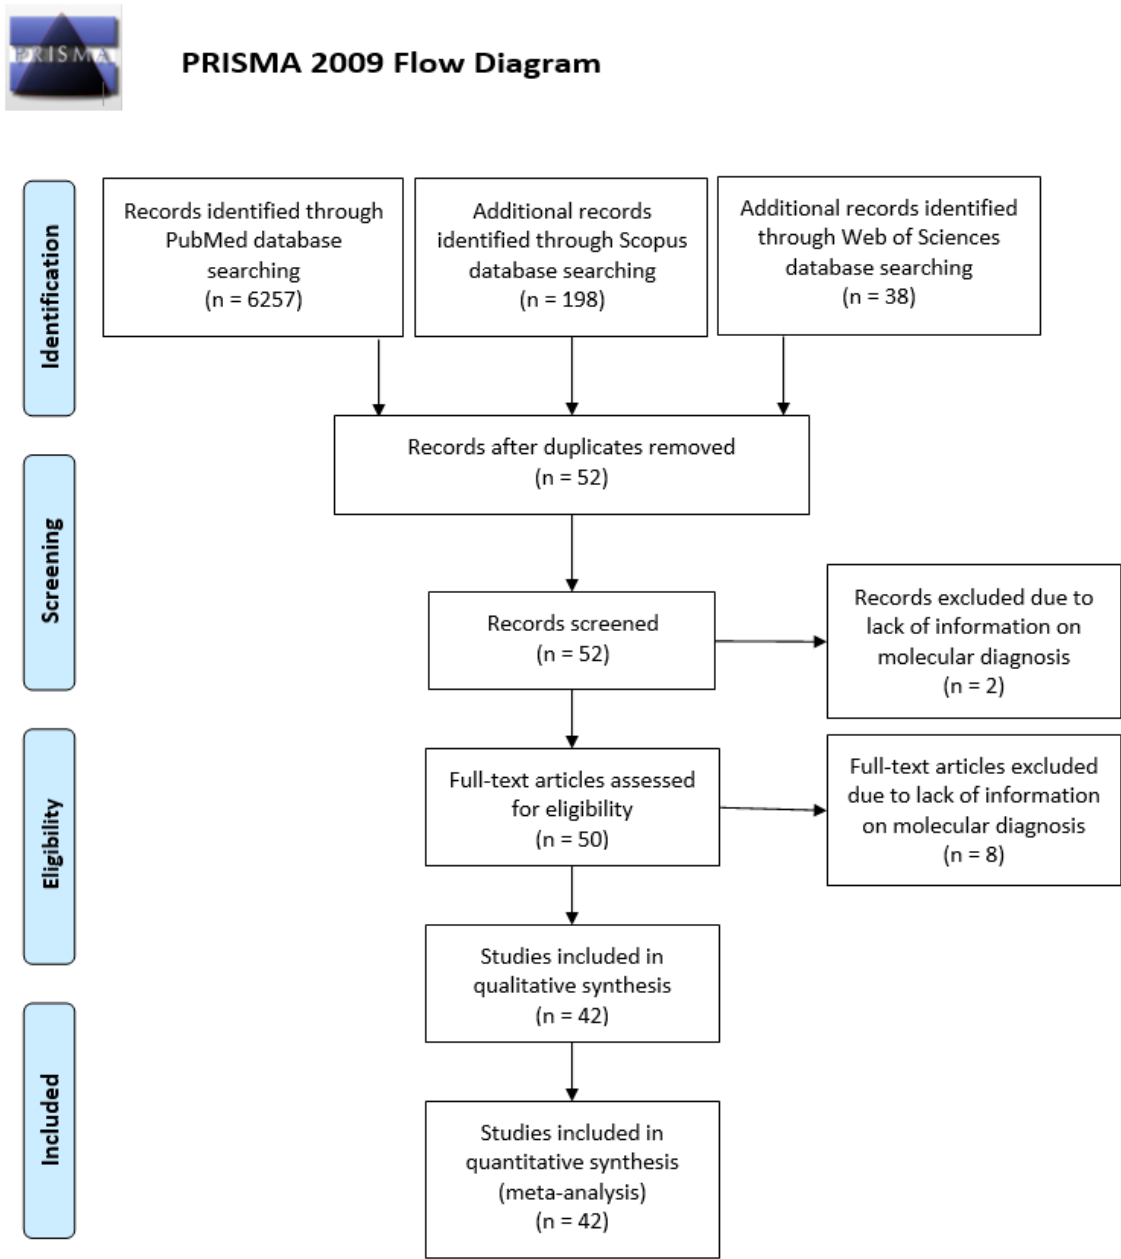 PRISMA
PRISMA 2009 Flow Diagram
Identification
Records identified through
PubMed database
searching
(n = 6257)
Additional records
identified through Scopus
database searching
(n = 198)
Additional records identified
through Web of Sciences
database searching
(n = 38)
Records after duplicates removed
(n = 52)
Screening
Records screened
(n = 52)
Records excluded due to
lack of information on
molecular diagnosis
(n = 2)
Eligibility
Full-text articles assessed
for eligibility
(n = 50)
Full-text articles excluded
due to lack of information
on molecular diagnosis
(n = 8)
Studies included in
qualitative synthesis
(n = 42)
Included
Studies included in
quantitative synthesis
(meta-analysis)
(n = 42)